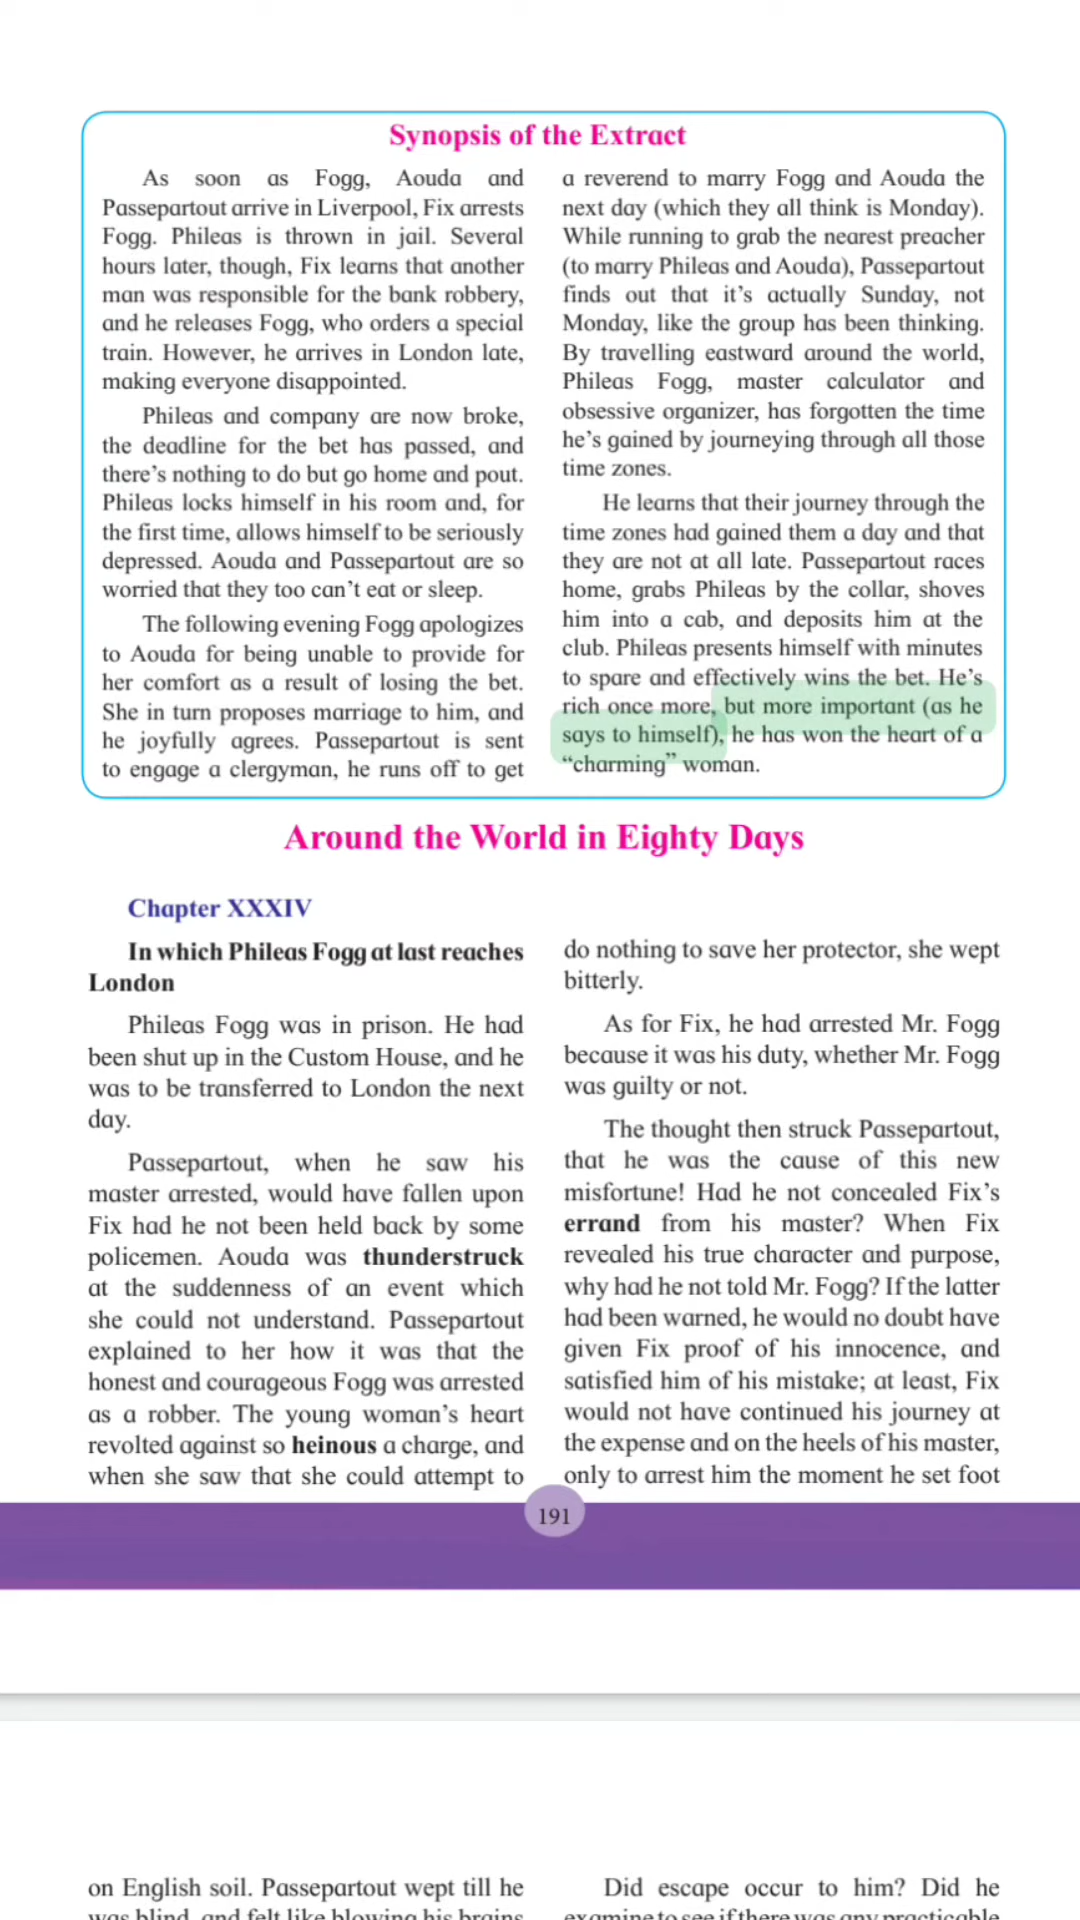 Synopsis of the Extract
As soon as Fogg, Aouda and
Passepartout arrive in Liverpool, Fix arrests
Fogg. Phileas is thrown in jail. Several
hours later, though, Fix learns that another
man was responsible for the bank robbery,
and he releases Fogg, who orders a special
train. However, he arrives in London late,
making everyone disappointed.
Phileas and company are now broke,
the deadline for the bet has passed, and
there's nothing to do but go home and pout.
Phileas locks himself in his room and, for
the first time, allows himself to be seriously
depressed. Aouda and Passepartout are so
worried that they too can't eat or sleep.
The following evening Fogg apologizes
to Aouda for being unable to provide for
her comfort as a result of losing the bet.
She in turn proposes marriage to him, and
he joyfully agrees. Passepartout is sent
to engage a clergyman, he runs off to get
a reverend to marry Fogg and Aouda the
next day (which they all think is Monday).
While running to grab the nearest preacher
(to marry Phileas and Aouda), Passepartout
finds out that it's actually Sunday, not
Monday, like the group has been thinking.
By travelling eastward around the world,
Phileas Fogg, master calculator and
obsessive organizer, has forgotten the time
he's gained by journeying through all those
time zones.
He learns that their journey through the
time zones had gained them a day and that
they are not at all late. Passepartout races
home, grabs Phileas by the collar, shoves
him into a cab, and deposits him at the
club. Phileas presents himself with minutes
to spare and effectively wins the bet. He's
rich once more, but more important (as he
says to himself), he has won the heart of a
“charming” woman.
Around the World in Eighty Days
Chapter XXXIV
In which Phileas Fogg at last reaches
London
Phileas Fogg was in prison. He had
been shut up in the Custom House, and he
was to be transferred to London the next
day.
Passepartout, when he saw his
master arrested, would have fallen upon
Fix had he not been held back by some
policemen. Aouda was thunderstruck
at the suddenness of an event which
she could not understand. Passepartout
explained to her how it was that the
honest and courageous Fogg was arrested
as a robber. The young woman's heart
revolted against so heinous a charge, and
when she saw that she could attempt to
do nothing to save her protector, she wept
bitterly.
As for Fix, he had arrested Mr. Fogg
because it was his duty, whether Mr. Fogg
was guilty or not.
The thought then struck Passepartout,
that he was the cause of this new
misfortune! Had he not concealed Fix's
errand from his master? When Fix
revealed his true character and purpose,
why had he not told Mr. Fogg? If the latter
had been warned, he would no doubt have
given Fix proof of his innocence, and
satisfied him of his mistake; at least, Fix
would not have continued his journey at
the expense and on the heels of his master,
only to arrest him the moment he set foot
191
on English soil. Passepartout wept till he
was blind, and felt like blowing his brains
Did escape occur to him? Did he
examine to see if there was any practicable